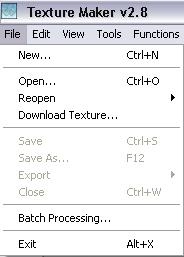 Texture Maker v2.8
File Edit View Tools Functions
New... Ctrl+N
Open... Ctrl+O
Reopen
Download Texture...
Save Ctrl+S
Save As... F12
Export
Close Ctrl+W
Batch Processing...
Exit Alt+X